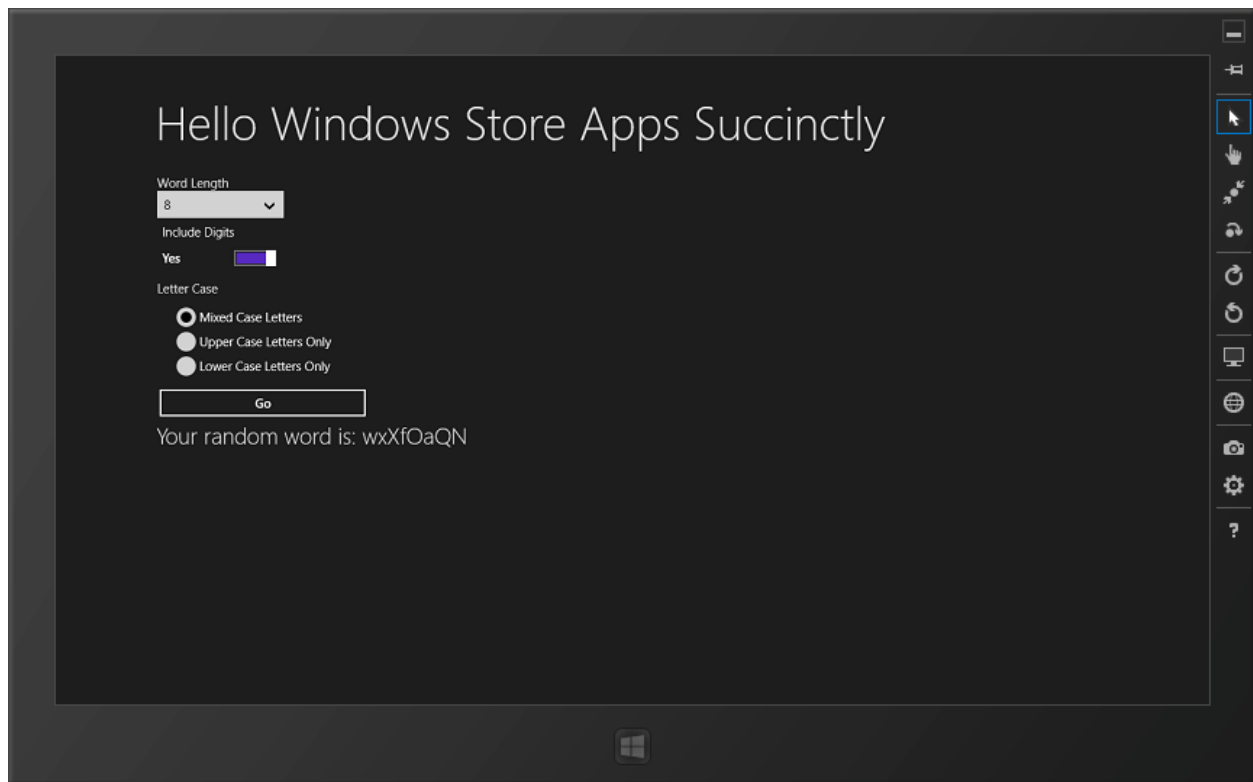 Hello Windows Store Apps Succinctly
Word Length
8
Include Digits
Yes
Letter Case
Mixed Case Letters
Upper Case Letters Only
Lower Case Letters Only
Go
Your random word is: wxXfOaQN
?